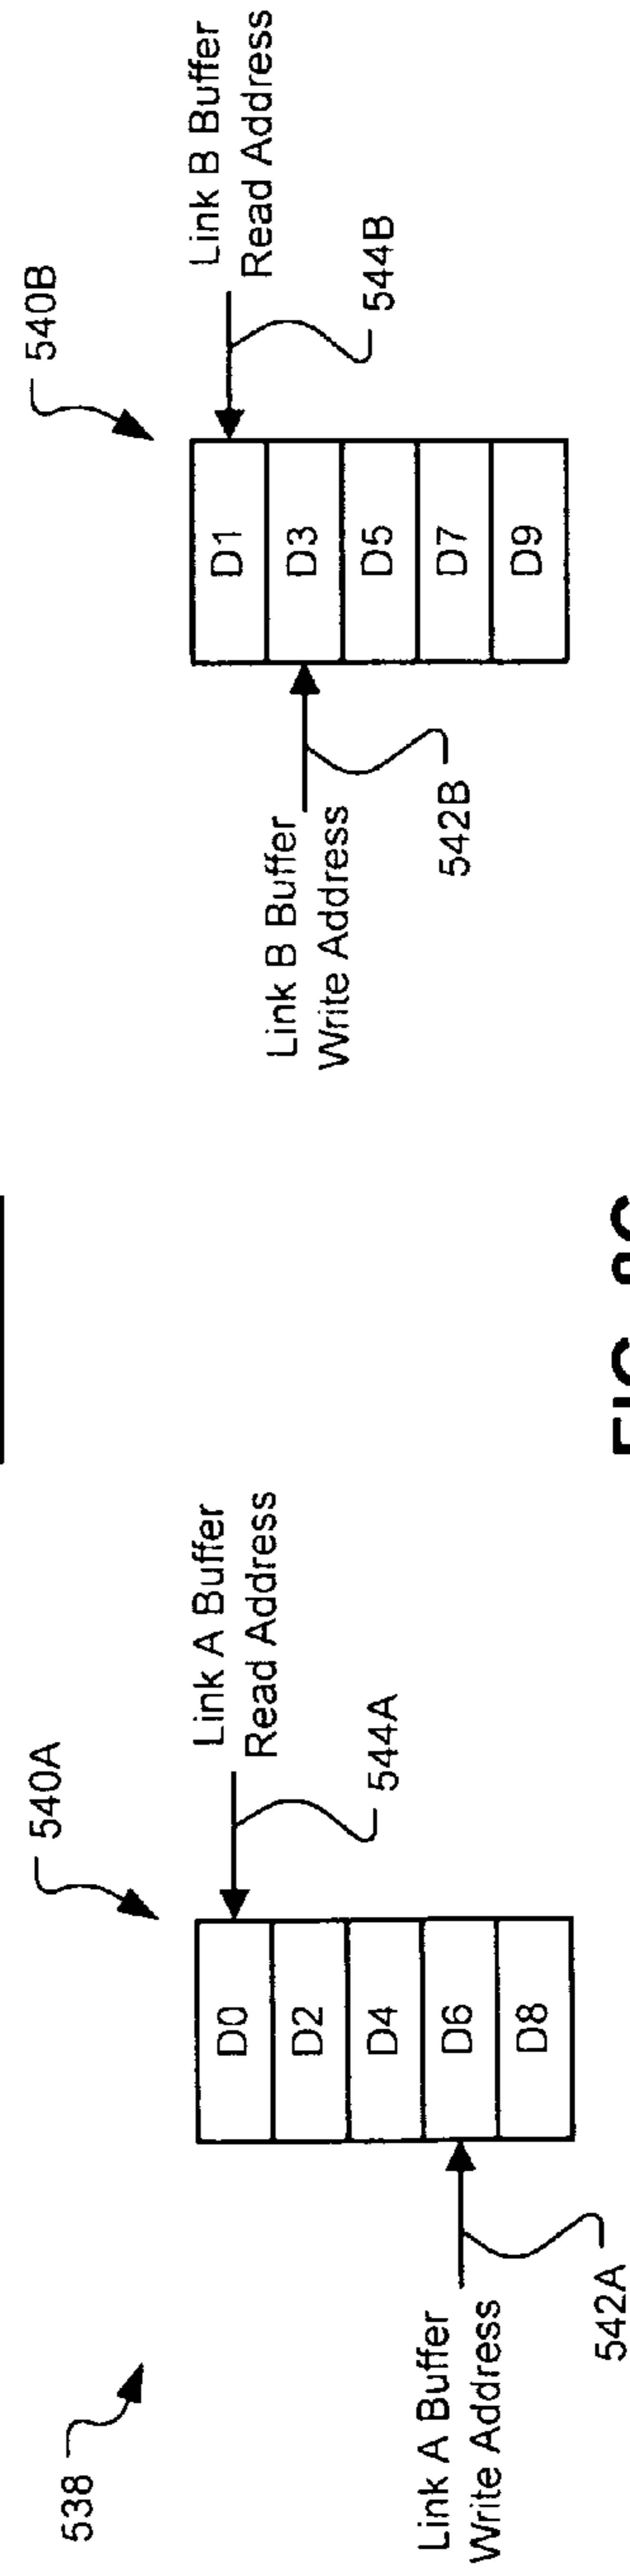 538
540A
Link A Buffer
Read Address
544A
D0
D2
D4
D6
D8
Link A Buffer
Write Address
542A
540B
Link B Buffer
Read Address
544B
D1
D3
D5
D7
D9
Link B Buffer
Write Address
542B